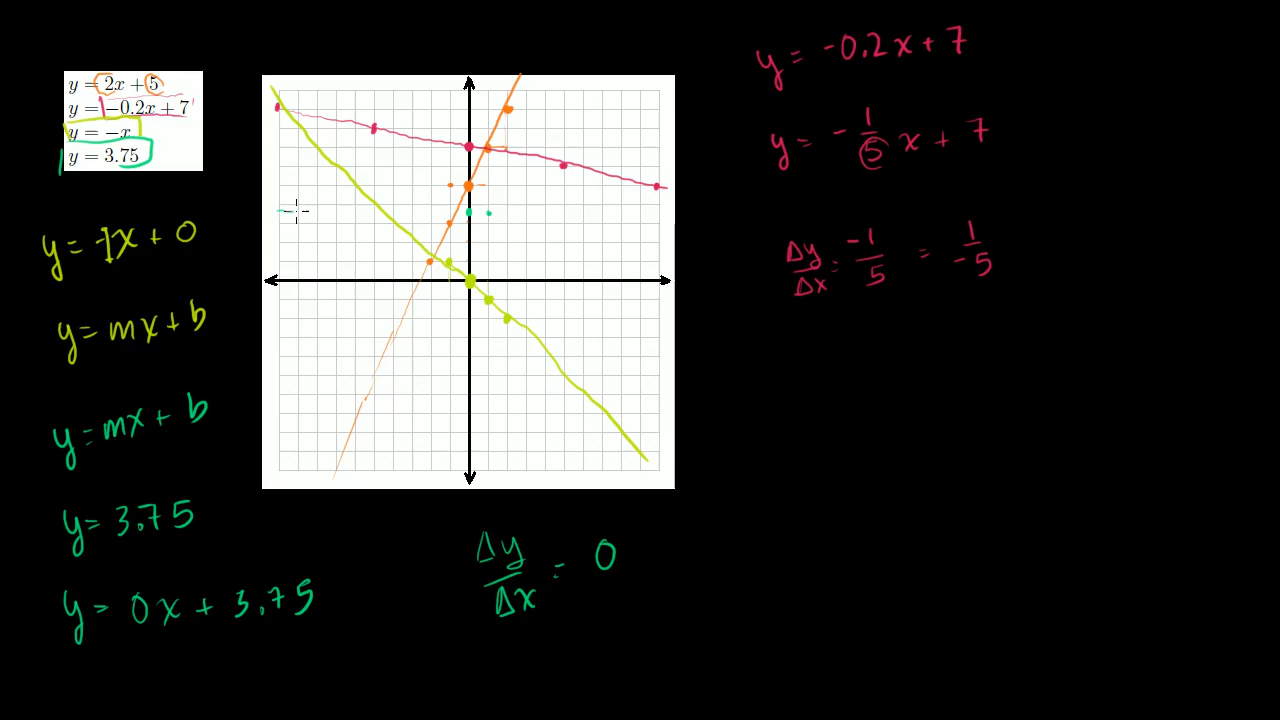 y = 2x + 5
y = −0.2x + 7
y = −x
y = 3.75
y = -1x + 0
y = mx + b
y = mx + b
y = 3.75
y = 0x + 3.75
Δy/Δx = 0
y = -0.2x + 7
y = -1/5 x + 7
Δy/Δx = -1/5 = 1/-5